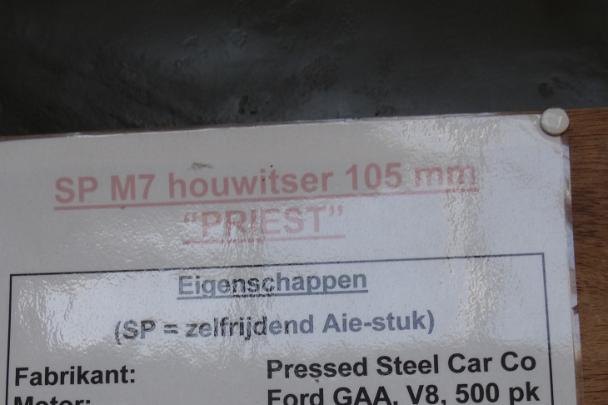 SP M7 houwitser 105 mm
“PRIEST”
Eigenschappen
(SP = zelfrijdend Aie-stuk)
Fabrikant: Pressed Steel Car Co
Motor: Ford GAA, V8, 500 pk